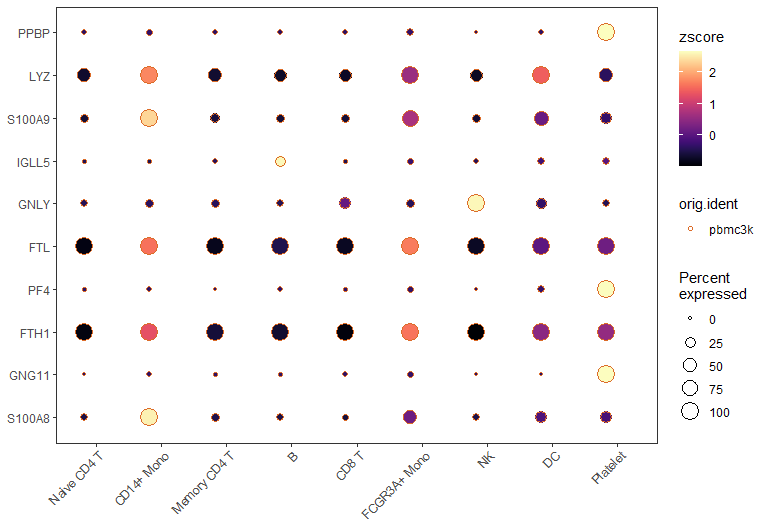 PPBP
LYZ
S100A9
IGLL5
GNLY
FTL
PF4
FTH1
GNG11
S100A8
Naive CD4 T
CD14+ Mono
Memory CD4 T
B
CD8 T
FCGR3A+ Mono
NK
DC
Platelet
zscore
2
1
0
orig.ident
pbmc3k
Percent
expressed
0
25
50
75
100